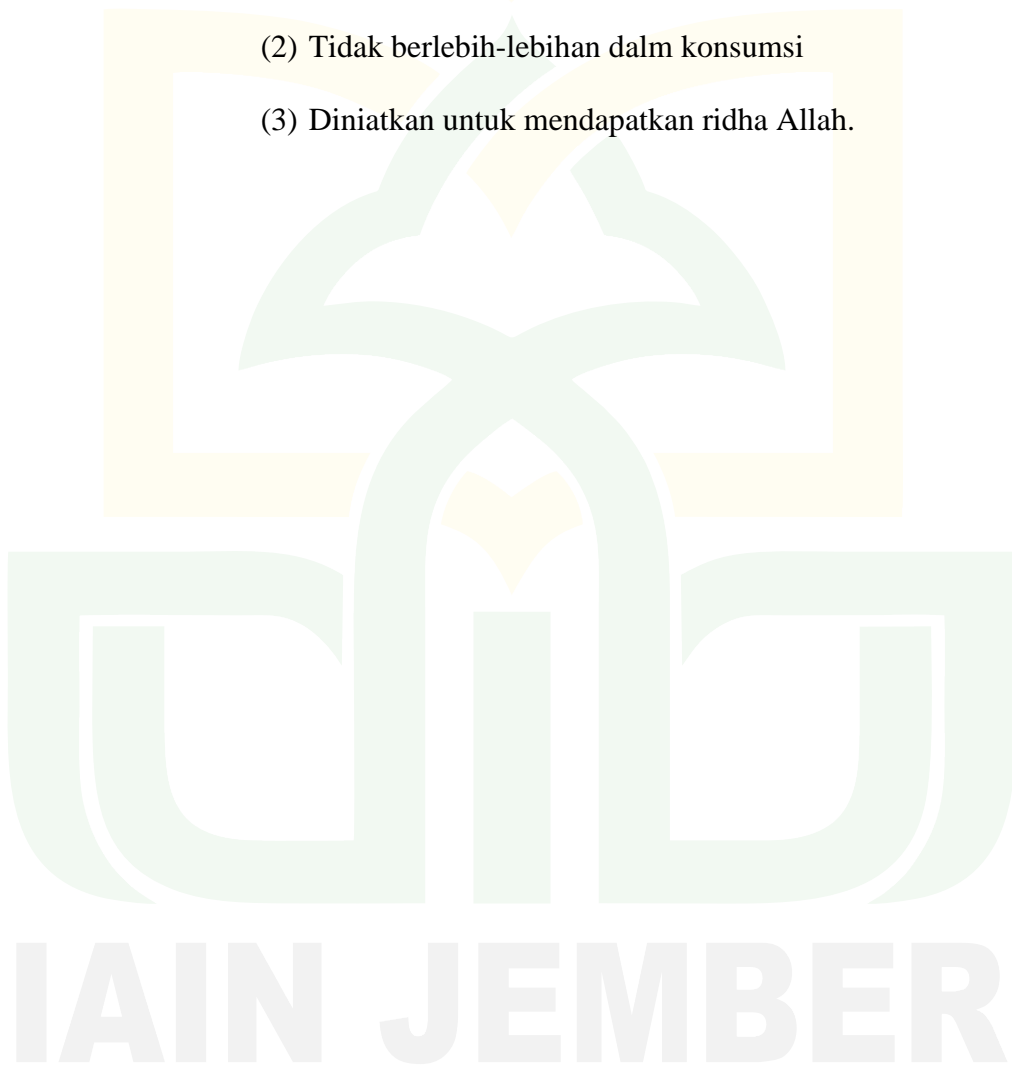 (2) Tidak berlebih-lebihan dalm konsumsi
(3) Diniatkan untuk mendapatkan ridha Allah.
IAIN JEMBER